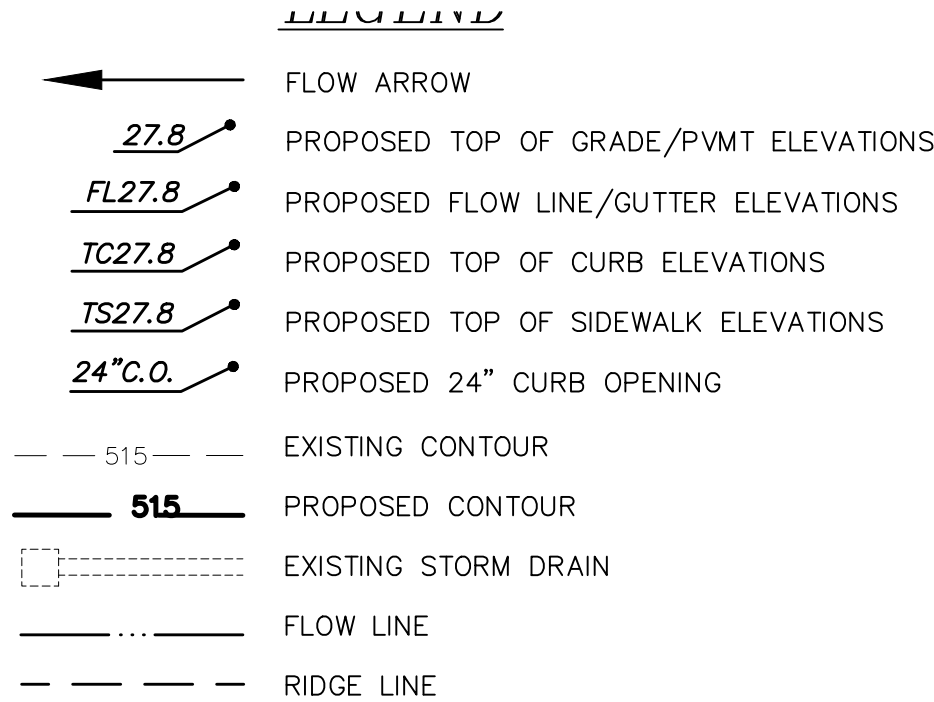 LEGEND
FLOW ARROW
27.8 PROPOSED TOP OF GRADE/PVMT ELEVATIONS
FL27.8 PROPOSED FLOW LINE/GUTTER ELEVATIONS
TC27.8 PROPOSED TOP OF CURB ELEVATIONS
TS27.8 PROPOSED TOP OF SIDEWALK ELEVATIONS
24"C.O. PROPOSED 24" CURB OPENING
515 EXISTING CONTOUR
515 PROPOSED CONTOUR
EXISTING STORM DRAIN
FLOW LINE
RIDGE LINE